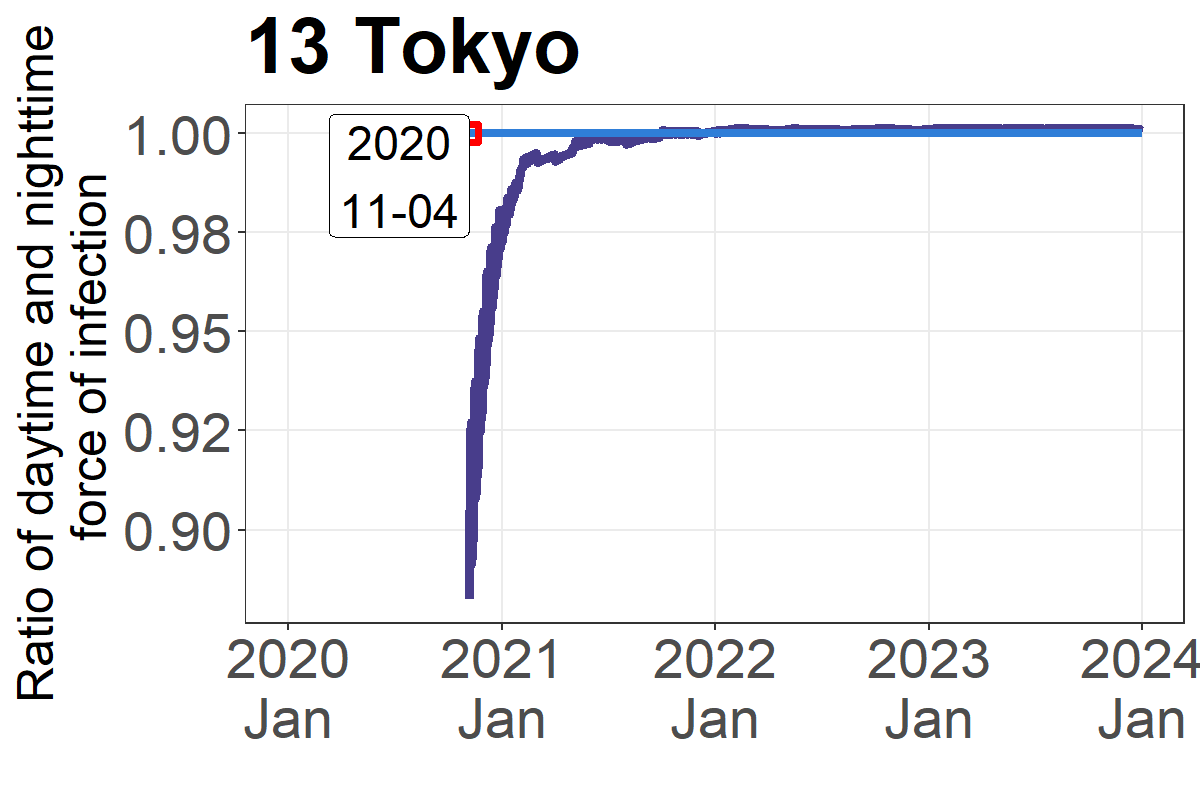 13 Tokyo
Ratio of daytime and nighttime
force of infection
1.00
0.98
0.95
0.92
0.90
2020
11-04
2020 2021 2022 2023 2024
Jan Jan Jan Jan Jan